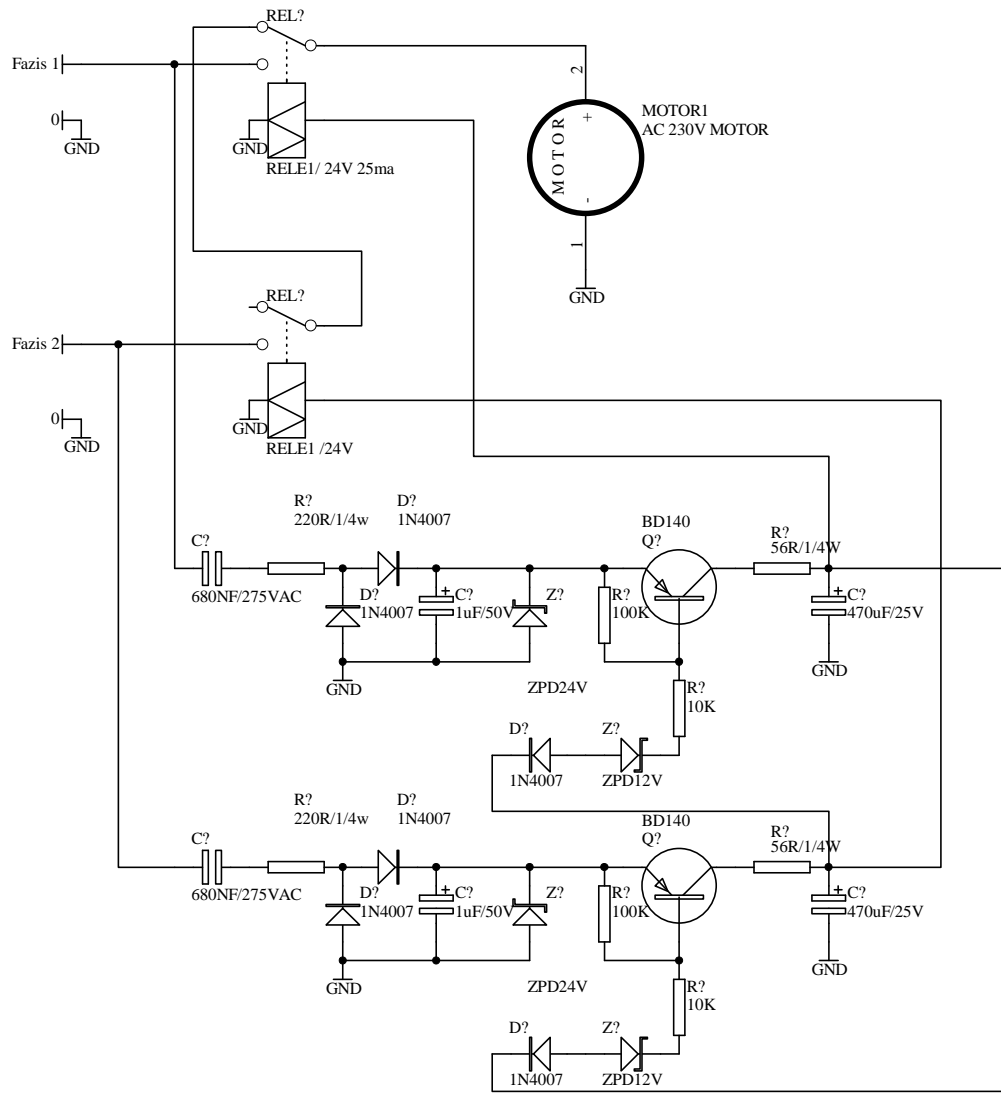 REL?
Fazis 1
0
GND
GND
RELE1/ 24V 25ma
2
MOTOR
+
-
1
MOTOR1
AC 230V MOTOR
GND
REL?
Fazis 2
0
GND
GND
RELE1 /24V
R?
220R/1/4w
D?
1N4007
BD140
Q?
R?
56R/1/4W
C?
680NF/275VAC
D?
1N4007
+
C?
1uF/50V
Z?
R?
100K
+
C?
470uF/25V
GND
GND
ZPD24V
R?
10K
D?
1N4007
Z?
ZPD12V
R?
220R/1/4w
D?
1N4007
BD140
Q?
R?
56R/1/4W
C?
680NF/275VAC
D?
1N4007
+
C?
1uF/50V
Z?
R?
100K
+
C?
470uF/25V
GND
GND
ZPD24V
R?
10K
D?
1N4007
Z?
ZPD12V